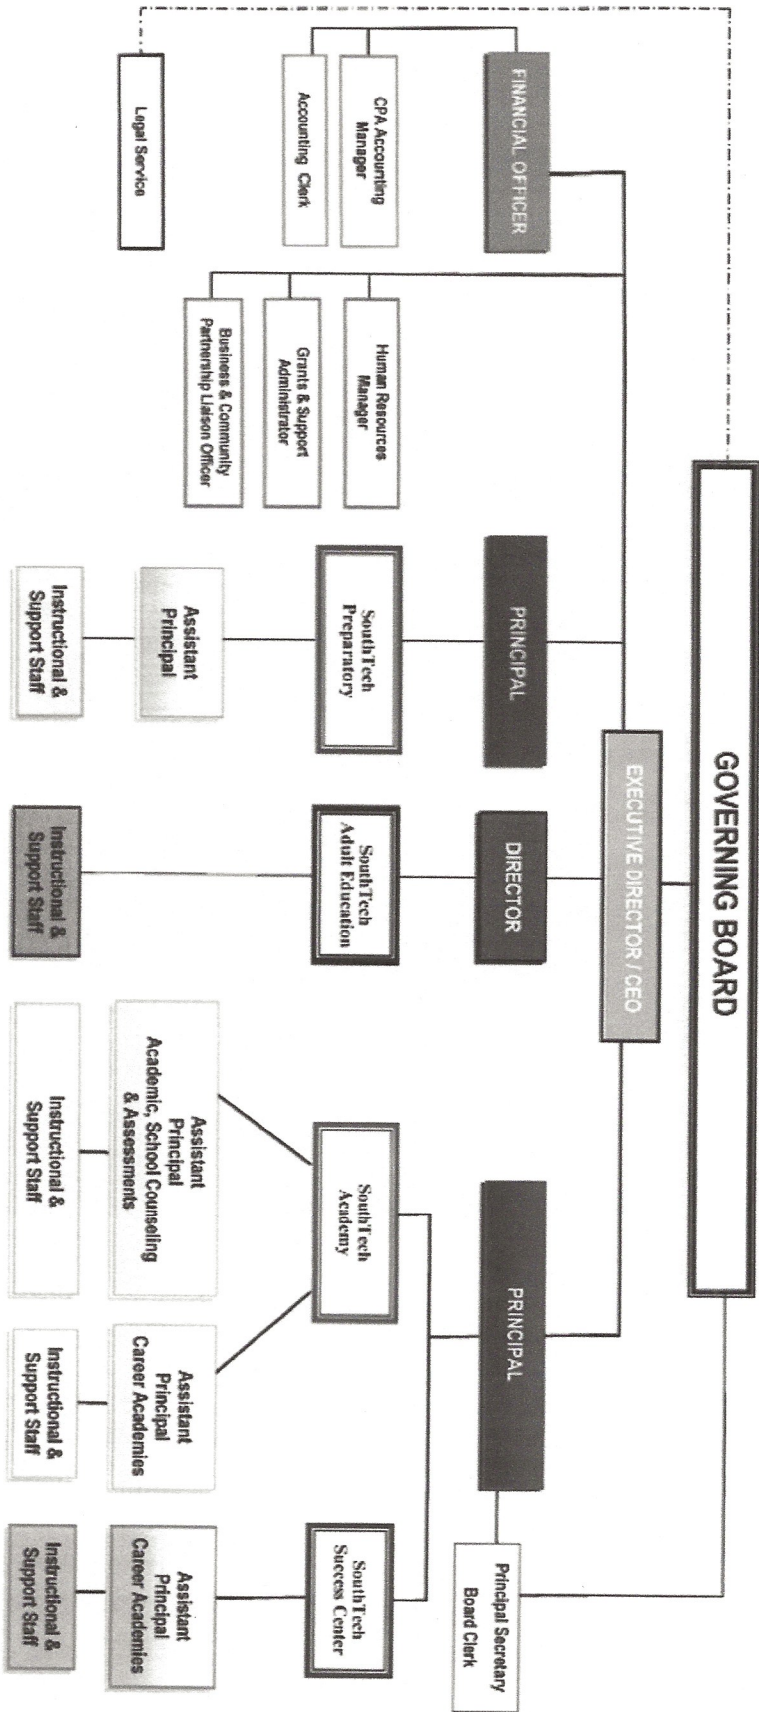 GOVERNING BOARD
EXECUTIVE DIRECTOR / CEO
FINANCIAL OFFICER
CPA Accounting
Manager
Accounting Clerk
Legal Service
Human Resources
Manager
Grants & Support
Administrator
Business & Community
Partnership Liaison Officer
PRINCIPAL
SouthTech
Preparatory
Assistant
Principal
Instructional &
Support Staff
DIRECTOR
SouthTech
Adult Education
Instructional &
Support Staff
PRINCIPAL
Principal Secretary
Board Clerk
SouthTech
Academy
Assistant
Principal
Academic, School Counseling
& Assessments
Instructional &
Support Staff
Assistant
Principal
Career Academies
Instructional &
Support Staff
SouthTech
Success Center
Assistant
Principal
Career Academies
Instructional &
Support Staff